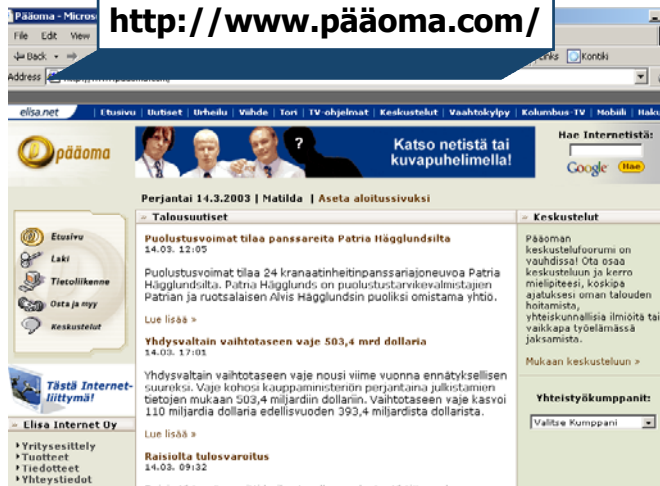 http://www.pääoma.com/
Pääoma - Micros
File Edit View
Back
Links Kontiki
Address
elisa.net Etusivu | Uutiset | Urheilu | Viihde | Tori | TV-ohjelmat | Keskustelut | Vaahtokylpy | Kolumbus-TV | Mobiili | Haku
pääoma
?
Katso netistä tai
kuvapuhelimella!
Hae Internetistä:
Google Hae
Perjantai 14.3.2003 | Matilda | Aseta aloitussivuksi
» Talousuutiset
Puolustusvoimat tilaa panssareita Patria Hägglundsilta
14.03. 12:05
Puolustusvoimat tilaa 24 kranaatinheitinpanssariajoneuvoa Patria
Hägglundsilta. Patria Hägglunds on puolustustarvikevalmistajien
Patrian ja ruotsalaisen Alvis Hägglundsin puoliksi omistama yhtiö.
Lue lisää »
Yhdysvaltain vaihtotaseen vaje 503,4 mrd dollaria
14.03. 17:01
Yhdysvaltain vaihtotaseen vaje nousi viime vuonna ennätyksellisen
suureksi. Vaje kohosi kauppaministeriön perjantaina julkistamien
tietojen mukaan 503,4 miljardiin dollariin. Vaihtotaseen vaje kasvoi
110 miljardia dollaria edellisvuoden 393,4 miljardista dollarista.
Lue lisää »
Raisiolta tulosvaroitus
14.03. 09:32
Etusivu
Laki
Tietoliikenne
Osta ja myy
Keskustelut
Tästä Internet-
liittymä!
» Elisa Internet Oy
Yritysesittely
Tuotteet
Tiedotteet
Yhteystiedot
» Keskustelut
Pääoman
keskustelufoorumi on
vauhdissa! Ota osaa
keskusteluun ja kerro
mielipiteesi, koskipa
ajatuksesi oman talouden
hoitamista,
yhteiskunnallisia ilmiöitä tai
vaikkapa työelämässä
jaksamista.
Mukaan keskusteluun »
Yhteistyökumppanit:
Valitse Kumppani